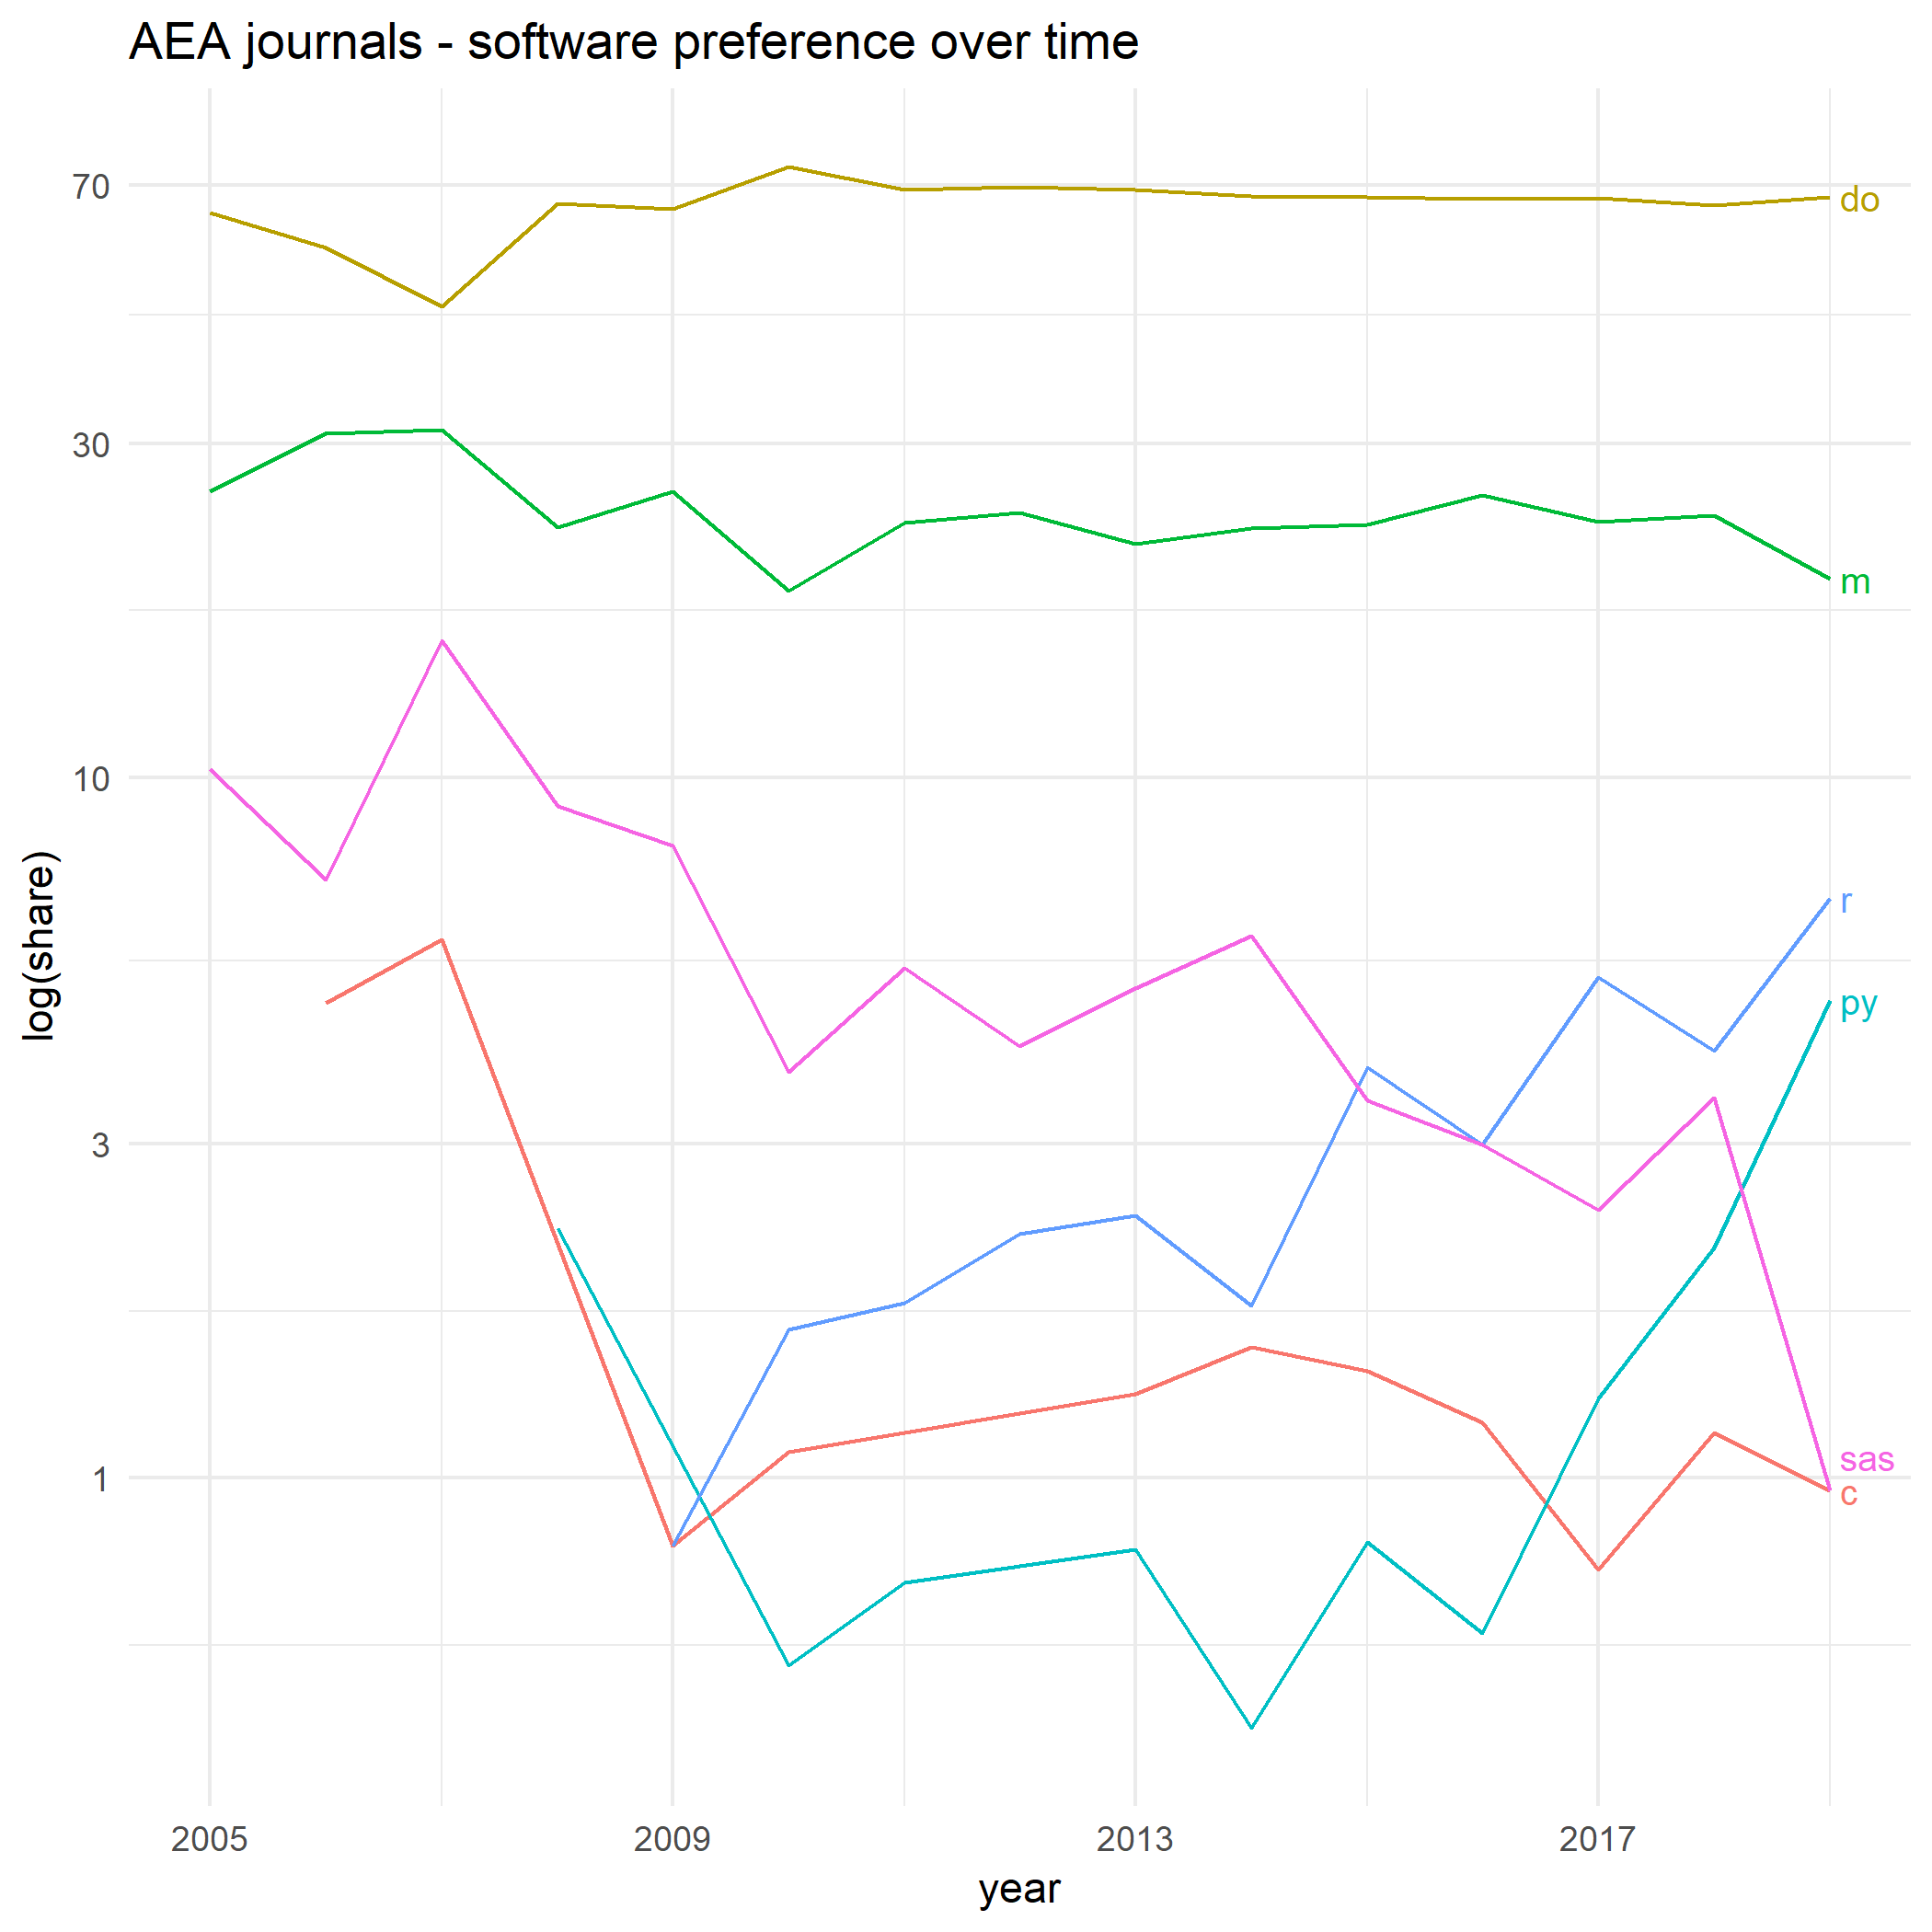 AEA journals - software preference over time
log(share)
70
30
10
3
1
do
m
r
py
sas
c
2005
2009
2013
2017
year